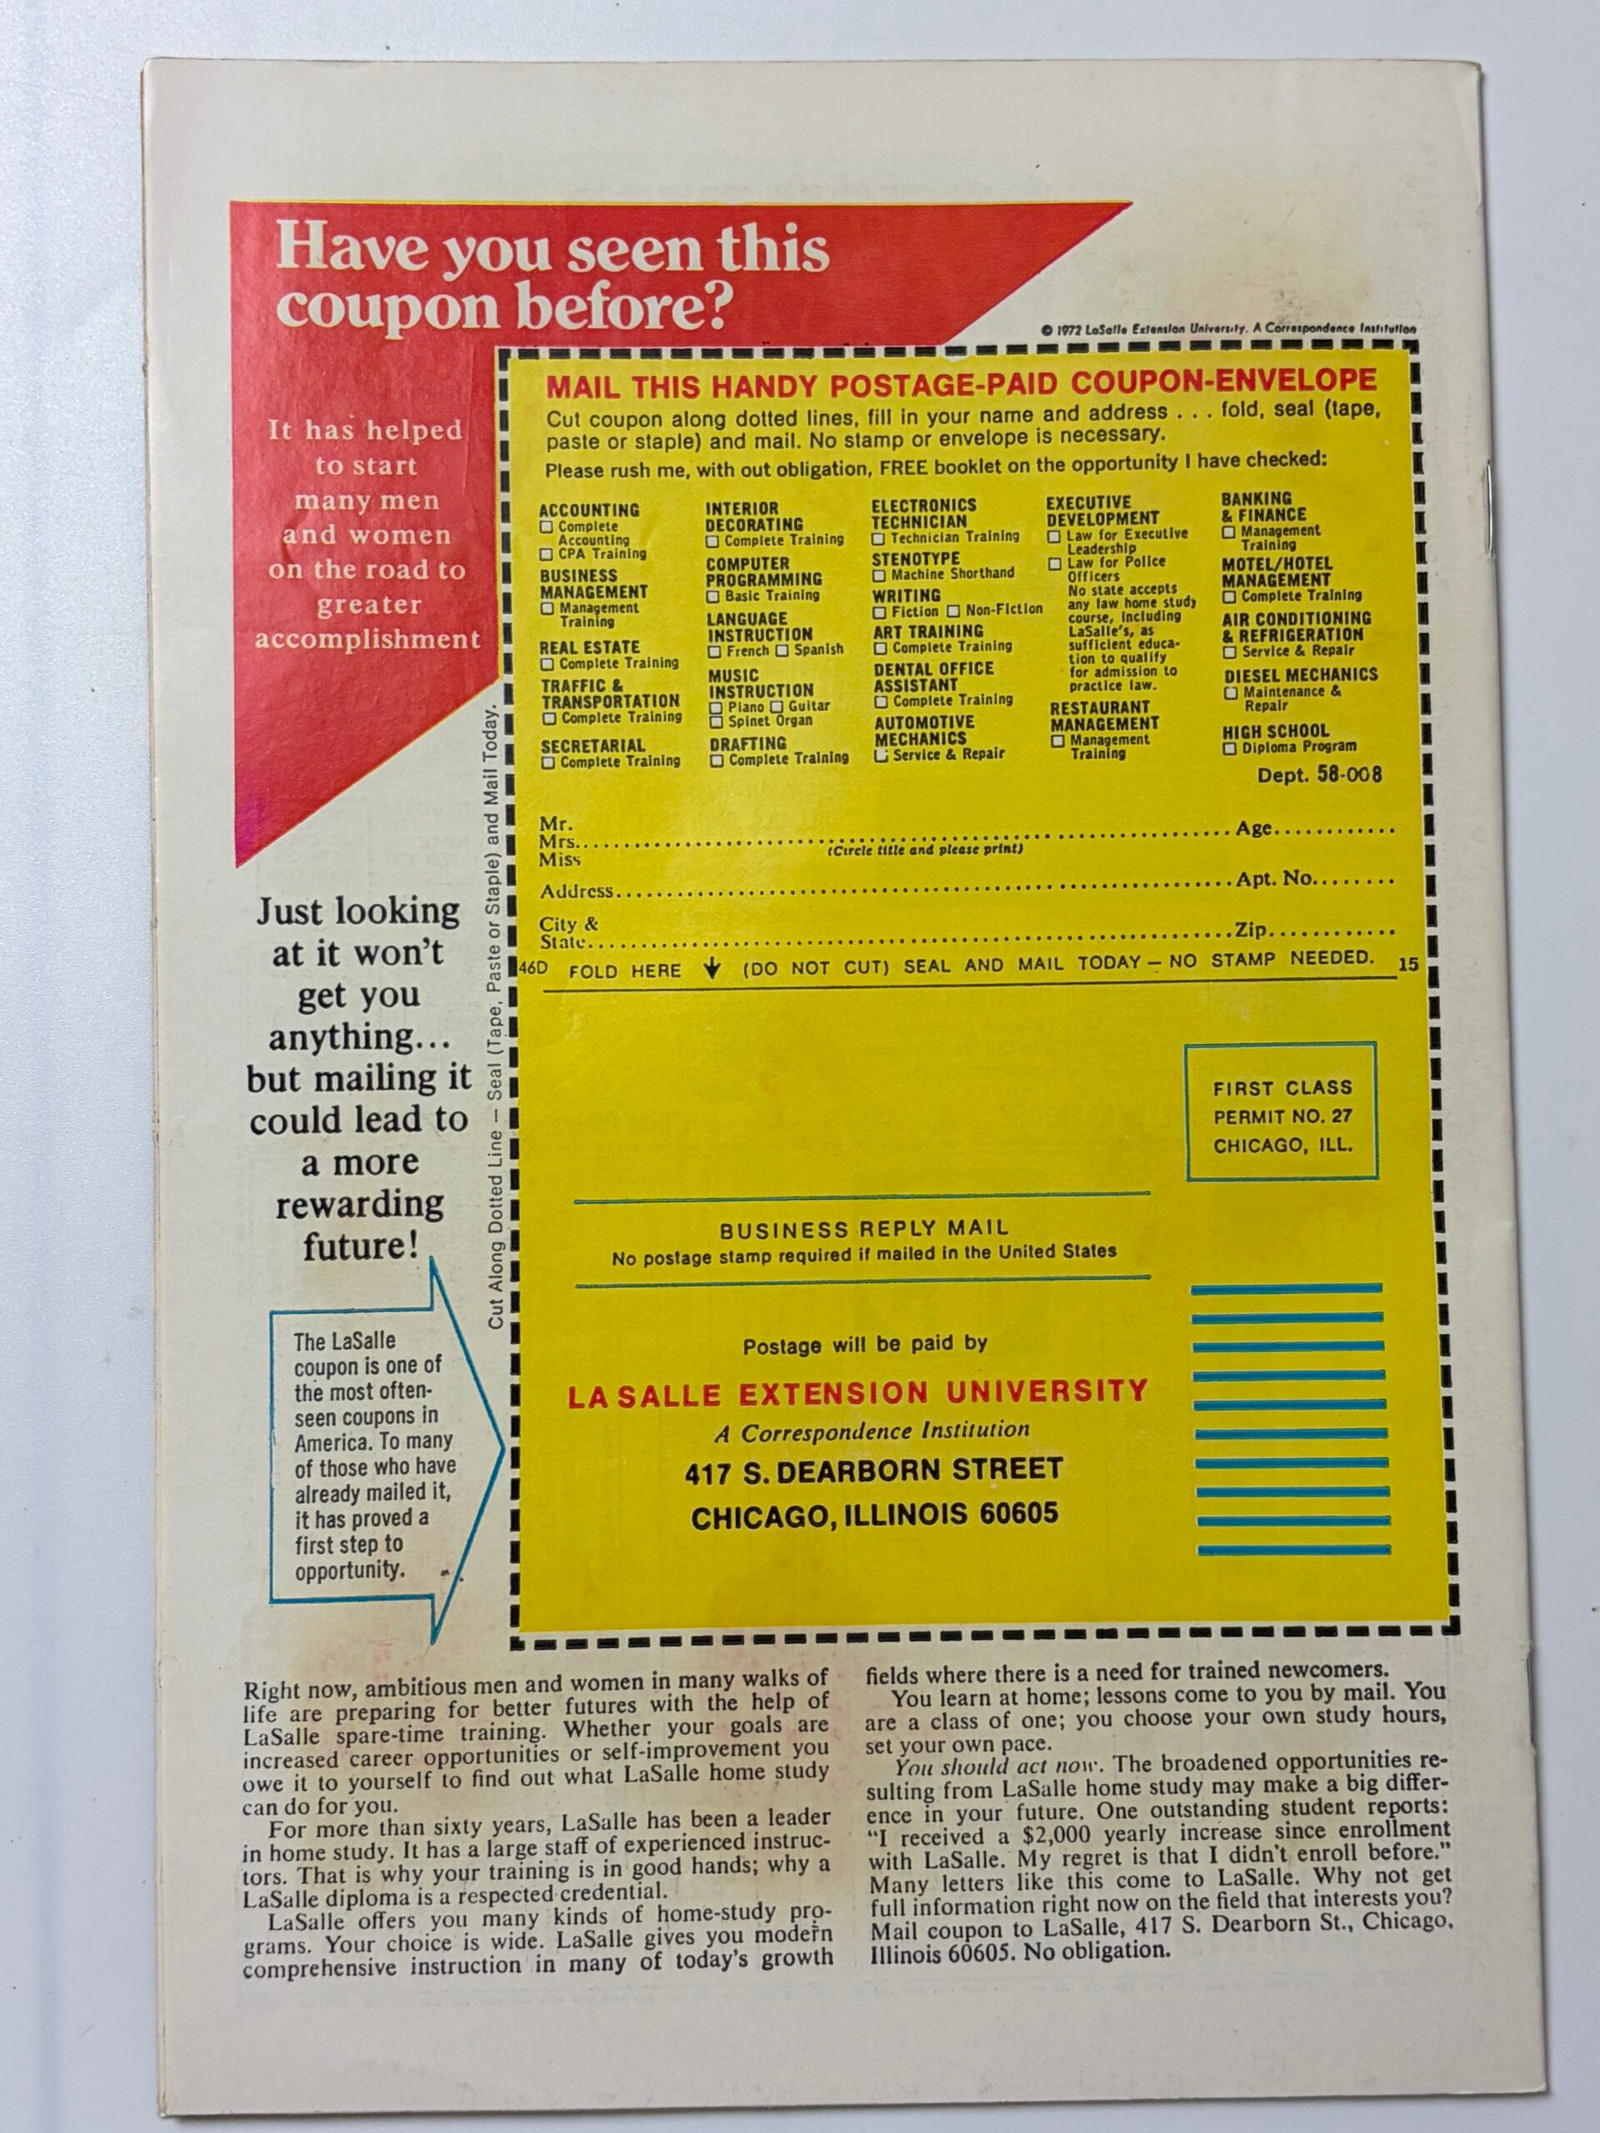 Have you seen this
coupon before?
© 1972 LaSalle Extension University. A Correspondence Institution
It has helped
to start
many men
and women
on the road to
greater
accomplishment
Just looking
at it won't
get you
anything...
but mailing it
could lead to
a more
rewarding
future!
The LaSalle
coupon is one of
the most often-
seen coupons in
America. To many
of those who have
already mailed it,
it has proved a
first step to
opportunity.
Cut Along Dotted Line — Seal (Tape, Paste or Staple) and Mail Today.
MAIL THIS HANDY POSTAGE-PAID COUPON-ENVELOPE
Cut coupon along dotted lines, fill in your name and address . . . fold, seal (tape,
paste or staple) and mail. No stamp or envelope is necessary.
Please rush me, with out obligation, FREE booklet on the opportunity I have checked:
ACCOUNTING
☐ Complete
Accounting
☐ CPA Training
BUSINESS
MANAGEMENT
☐ Management
Training
REAL ESTATE
☐ Complete Training
TRAFFIC &
TRANSPORTATION
☐ Complete Training
SECRETARIAL
☐ Complete Training
INTERIOR
DECORATING
☐ Complete Training
COMPUTER
PROGRAMMING
☐ Basic Training
LANGUAGE
INSTRUCTION
☐ French ☐ Spanish
MUSIC
INSTRUCTION
☐ Piano ☐ Guitar
☐ Spinet Organ
DRAFTING
☐ Complete Training
ELECTRONICS
TECHNICIAN
☐ Technician Training
STENOTYPE
☐ Machine Shorthand
WRITING
☐ Fiction ☐ Non-Fiction
ART TRAINING
☐ Complete Training
DENTAL OFFICE
ASSISTANT
☐ Complete Training
AUTOMOTIVE
MECHANICS
☐ Service & Repair
EXECUTIVE
DEVELOPMENT
☐ Law for Executive
Leadership
☐ Law for Police
Officers
No state accepts
any law home study
course, including
LaSalle's, as
sufficient educa-
tion to qualify
for admission to
practice law.
RESTAURANT
MANAGEMENT
☐ Management
Training
BANKING
& FINANCE
☐ Management
Training
MOTEL/HOTEL
MANAGEMENT
☐ Complete Training
AIR CONDITIONING
& REFRIGERATION
☐ Service & Repair
DIESEL MECHANICS
☐ Maintenance &
Repair
HIGH SCHOOL
☐ Diploma Program
Dept. 58-008
Mr.
Mrs. Age
Miss
(Circle title and please print)
Address Apt. No.
City &
State Zip
46D FOLD HERE ↓ (DO NOT CUT) SEAL AND MAIL TODAY — NO STAMP NEEDED. 15
FIRST CLASS
PERMIT NO. 27
CHICAGO, ILL.
BUSINESS REPLY MAIL
No postage stamp required if mailed in the United States
Postage will be paid by
LA SALLE EXTENSION UNIVERSITY
A Correspondence Institution
417 S. DEARBORN STREET
CHICAGO, ILLINOIS 60605
Right now, ambitious men and women in many walks of
life are preparing for better futures with the help of
LaSalle spare-time training. Whether your goals are
increased career opportunities or self-improvement you
owe it to yourself to find out what LaSalle home study
can do for you.
For more than sixty years, LaSalle has been a leader
in home study. It has a large staff of experienced instruc-
tors. That is why your training is in good hands; why a
LaSalle diploma is a respected credential.
LaSalle offers you many kinds of home-study pro-
grams. Your choice is wide. LaSalle gives you modern
comprehensive instruction in many of today's growth
fields where there is a need for trained newcomers.
You learn at home; lessons come to you by mail. You
are a class of one; you choose your own study hours,
set your own pace.
You should act now. The broadened opportunities re-
sulting from LaSalle home study may make a big differ-
ence in your future. One outstanding student reports:
"I received a $2,000 yearly increase since enrollment
with LaSalle. My regret is that I didn't enroll before."
Many letters like this come to LaSalle. Why not get
full information right now on the field that interests you?
Mail coupon to LaSalle, 417 S. Dearborn St., Chicago,
Illinois 60605. No obligation.